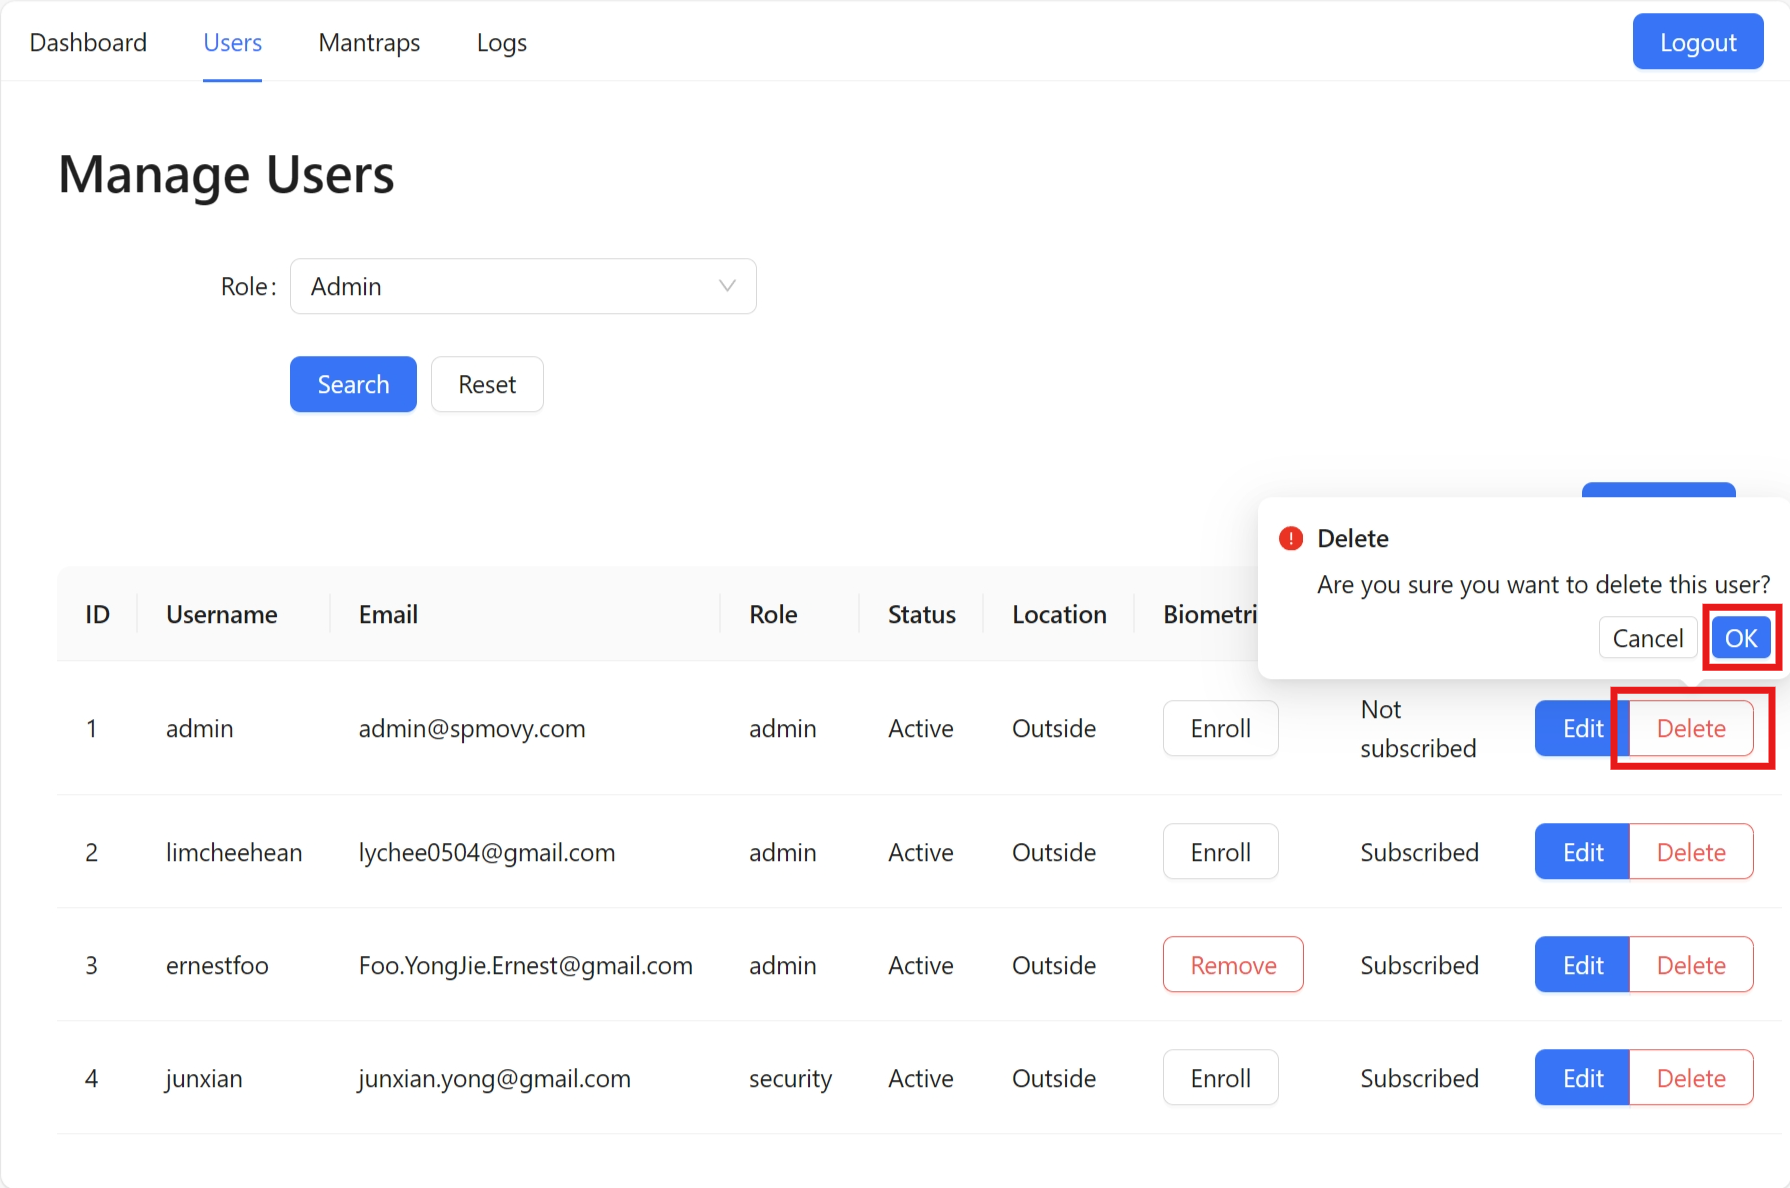 Dashboard Users Mantraps Logs Logout
Manage Users
Role: Admin
Search Reset
Delete
Are you sure you want to delete this user?
Cancel OK
ID Username Email Role Status Location Biometri
1 admin admin@spmovy.com admin Active Outside Enroll Not subscribed Edit Delete
2 limcheehean lychee0504@gmail.com admin Active Outside Enroll Subscribed Edit Delete
3 ernestfoo Foo.YongJie.Ernest@gmail.com admin Active Outside Remove Subscribed Edit Delete
4 junxian junxian.yong@gmail.com security Active Outside Enroll Subscribed Edit Delete